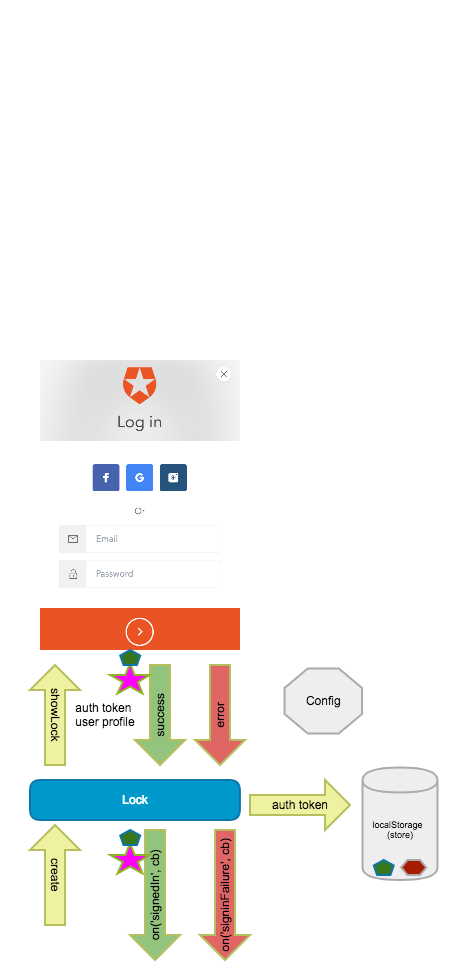 Log in
Or
Email
Password
showLock
auth token
user profile
success
error
Config
Lock
auth token
localStorage
(store)
create
on('signedIn', cb)
on('signinFailure', cb)